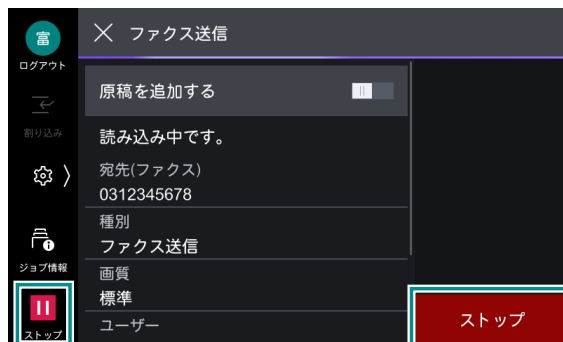 富
ファクス送信
ログアウト
原稿を追加する
割り込み
読み込み中です。
宛先(ファクス)
0312345678
種別
ファクス送信
ジョブ情報
画質
標準
ストップ
ユーザー
ストップ